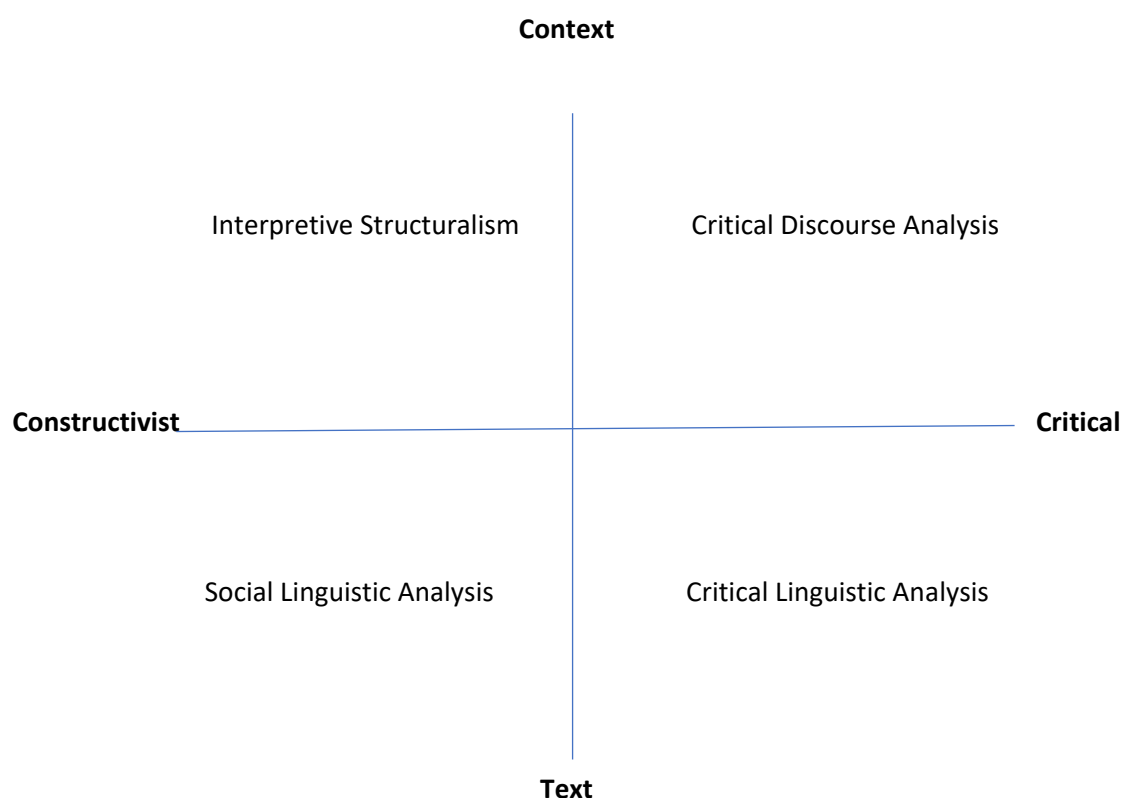 Context
Interpretive Structuralism
Critical Discourse Analysis
Constructivist
Critical
Social Linguistic Analysis
Critical Linguistic Analysis
Text